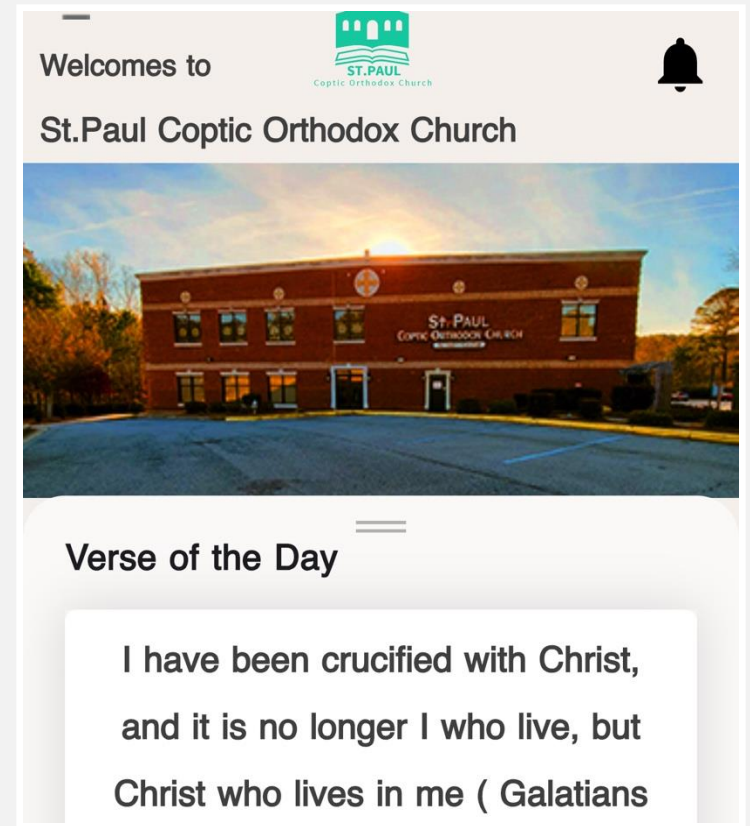 Welcomes to
ST.PAUL
Coptic Orthodox Church
St.Paul Coptic Orthodox Church
ST. PAUL
COPTIC ORTHODOX CHURCH
Verse of the Day
I have been crucified with Christ,
and it is no longer I who live, but
Christ who lives in me ( Galatians